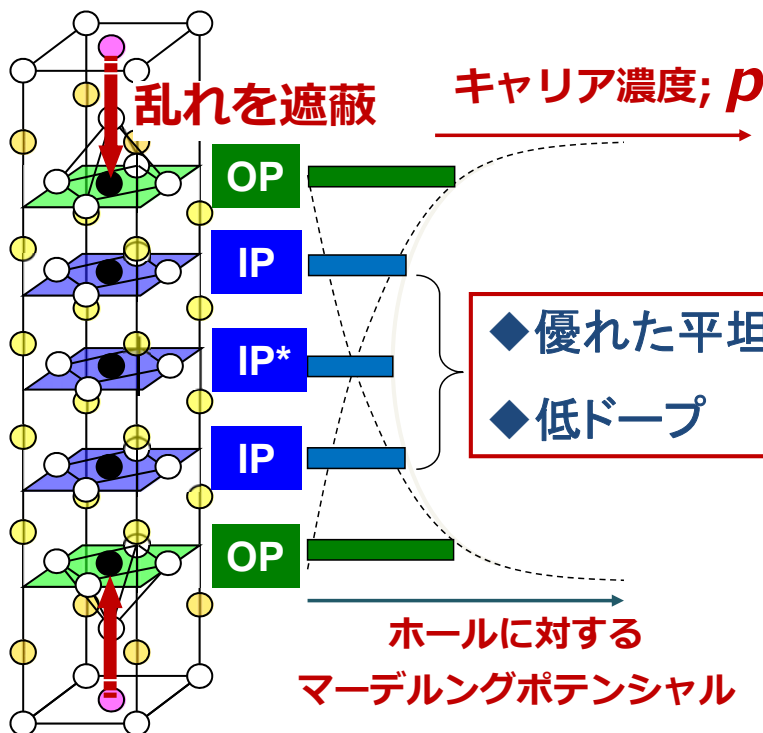 キャリア濃度; p
乱れを遮蔽
OP
IP
IP*
IP
OP
◆優れた平坦
◆低ドープ
ホールに対する
マーデルングポテンシャル